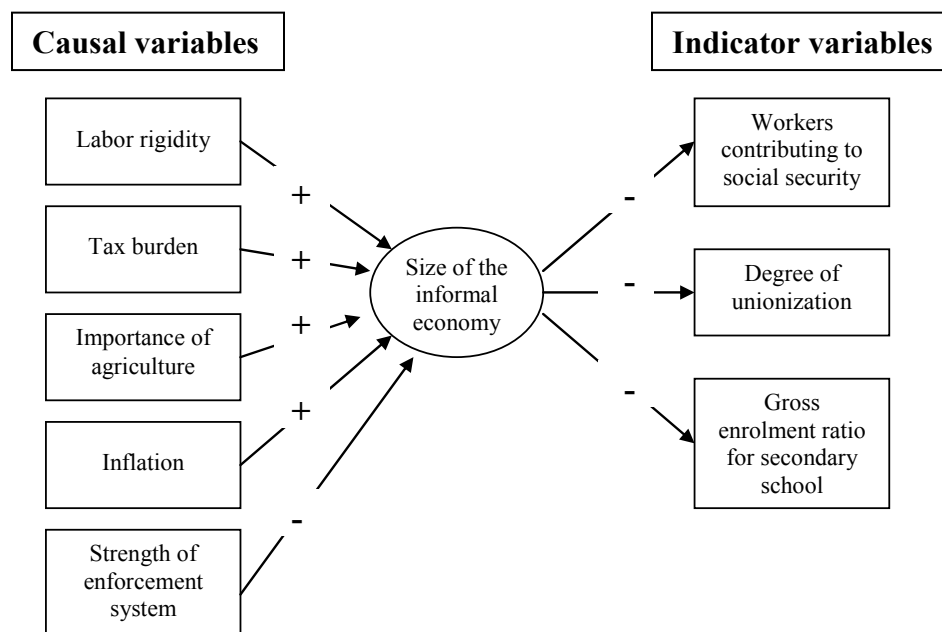 Causal variables
Indicator variables
Labor rigidity
Tax burden
Importance of
agriculture
Inflation
Strength of
enforcement
system
+
+
+
+
-
Size of the
informal
economy
-
-
-
Workers
contributing to
social security
Degree of
unionization
Gross
enrolment ratio
for secondary
school